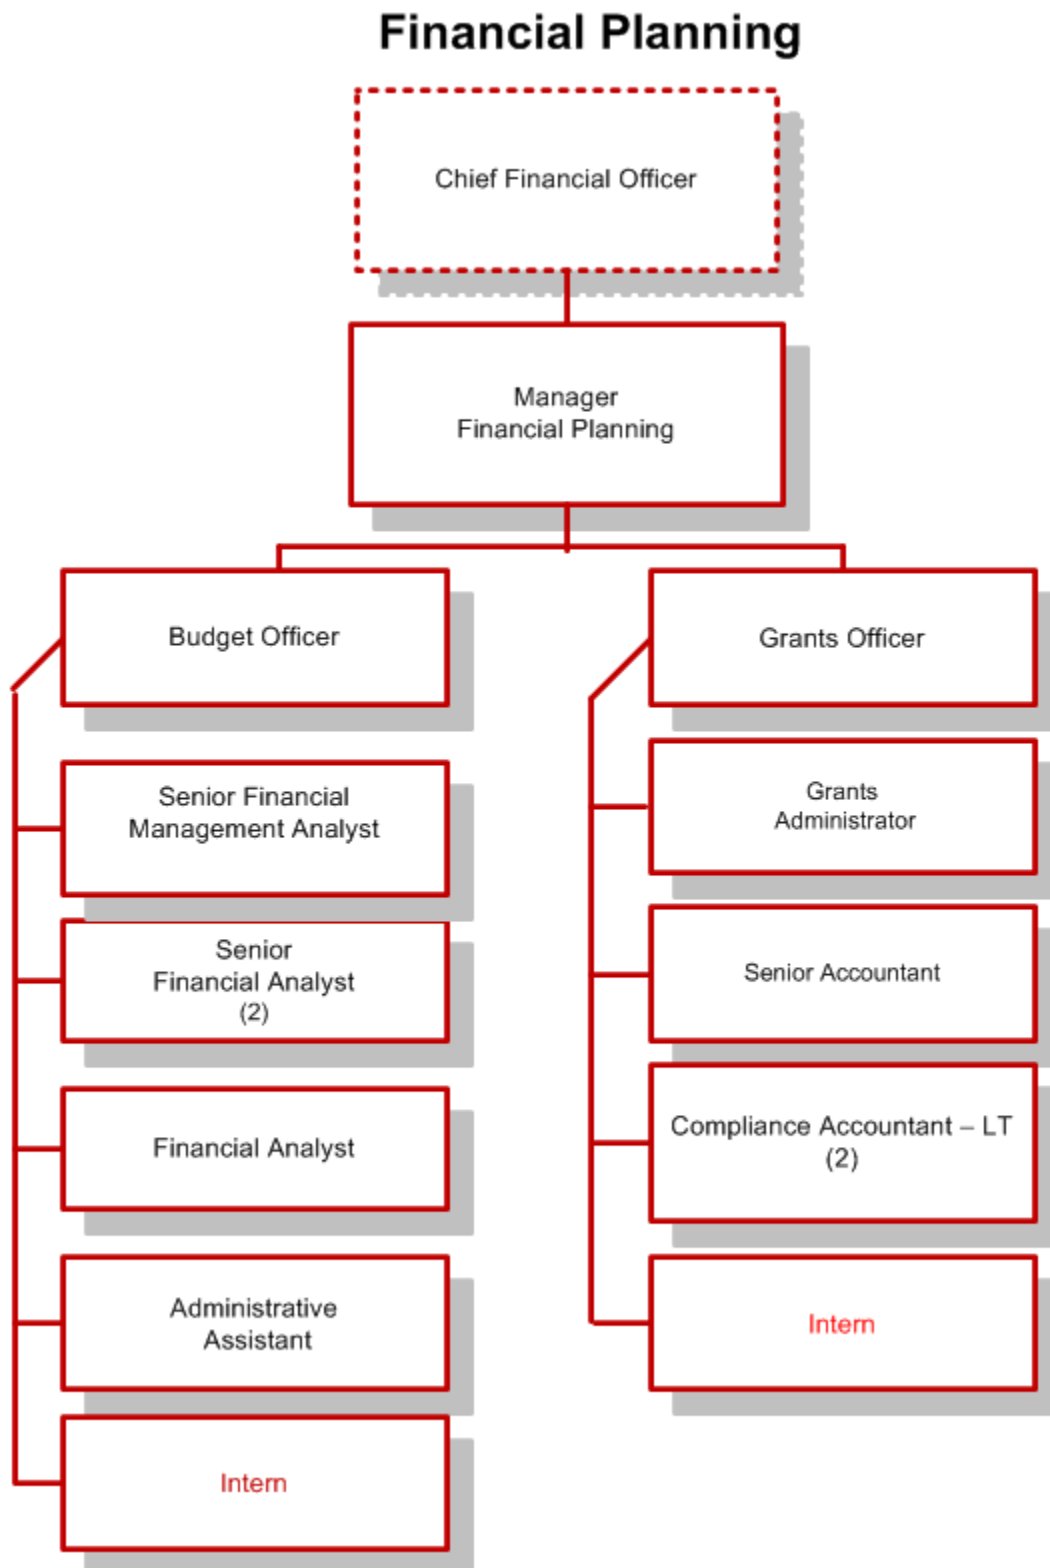 Financial Planning
Chief Financial Officer
Manager
Financial Planning
Budget Officer
Senior Financial
Management Analyst
Senior
Financial Analyst
(2)
Financial Analyst
Administrative
Assistant
Intern
Grants Officer
Grants
Administrator
Senior Accountant
Compliance Accountant – LT
(2)
Intern